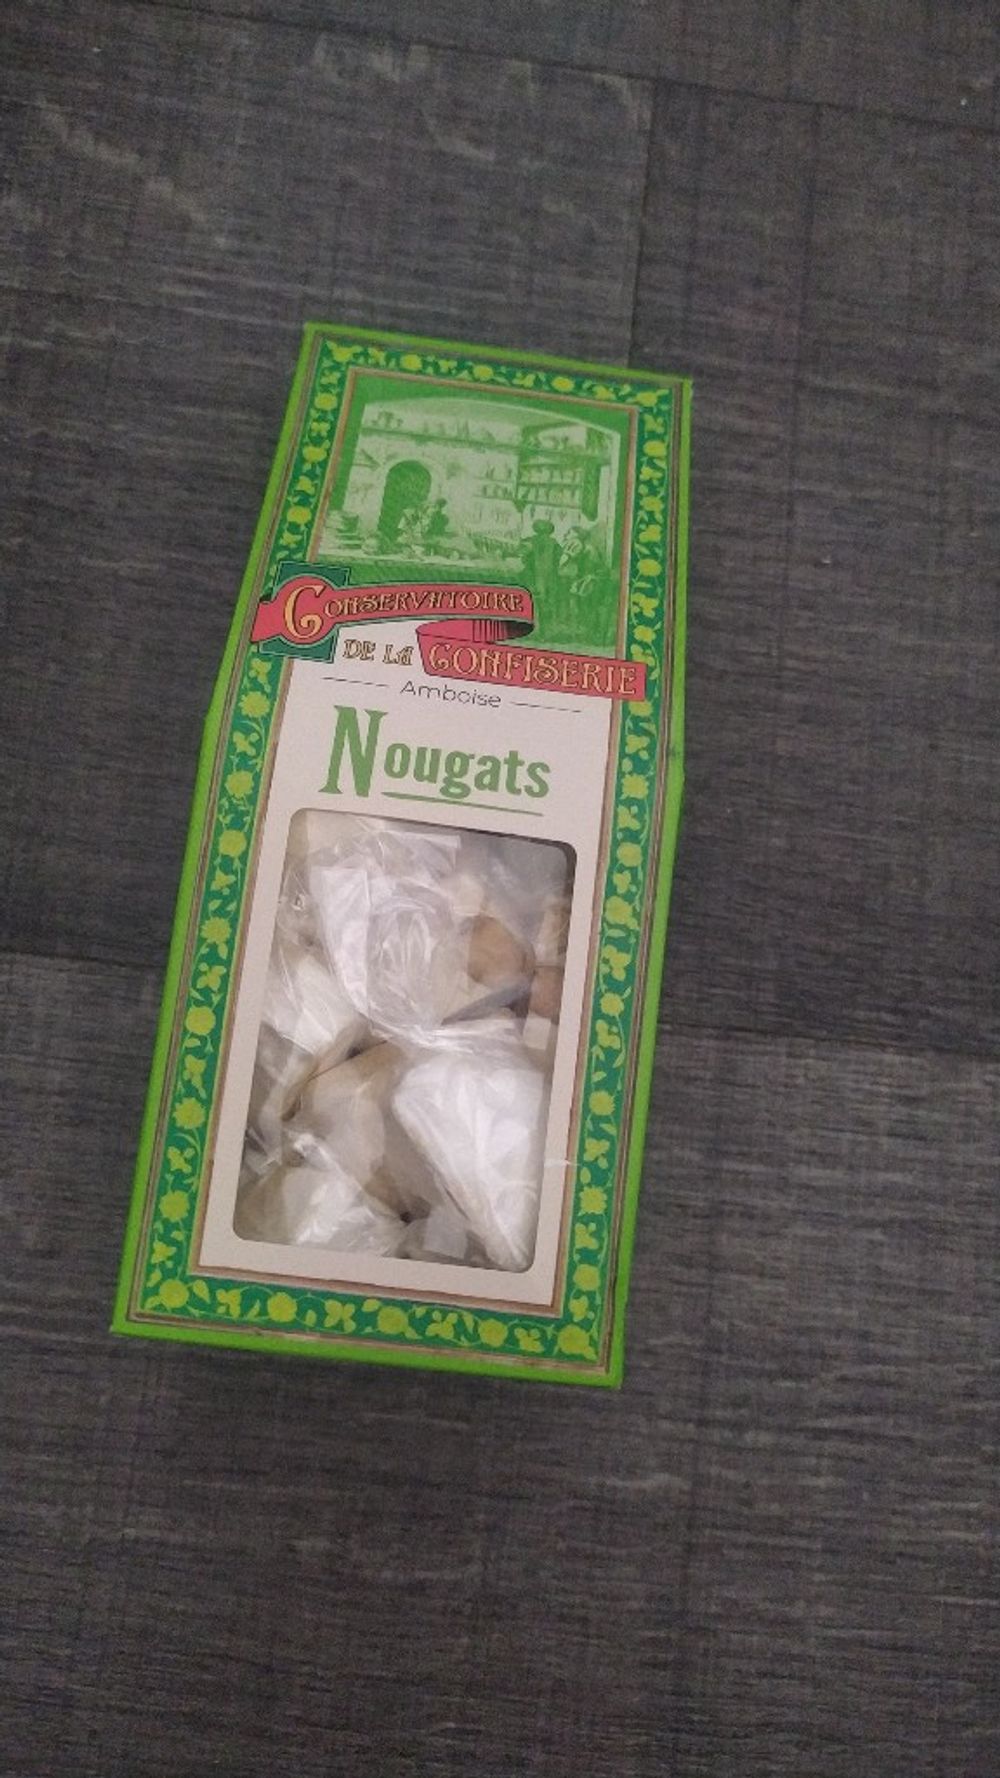 CONSERVATOIRE
DE LA CONFISERIE
Amboise
Nougats